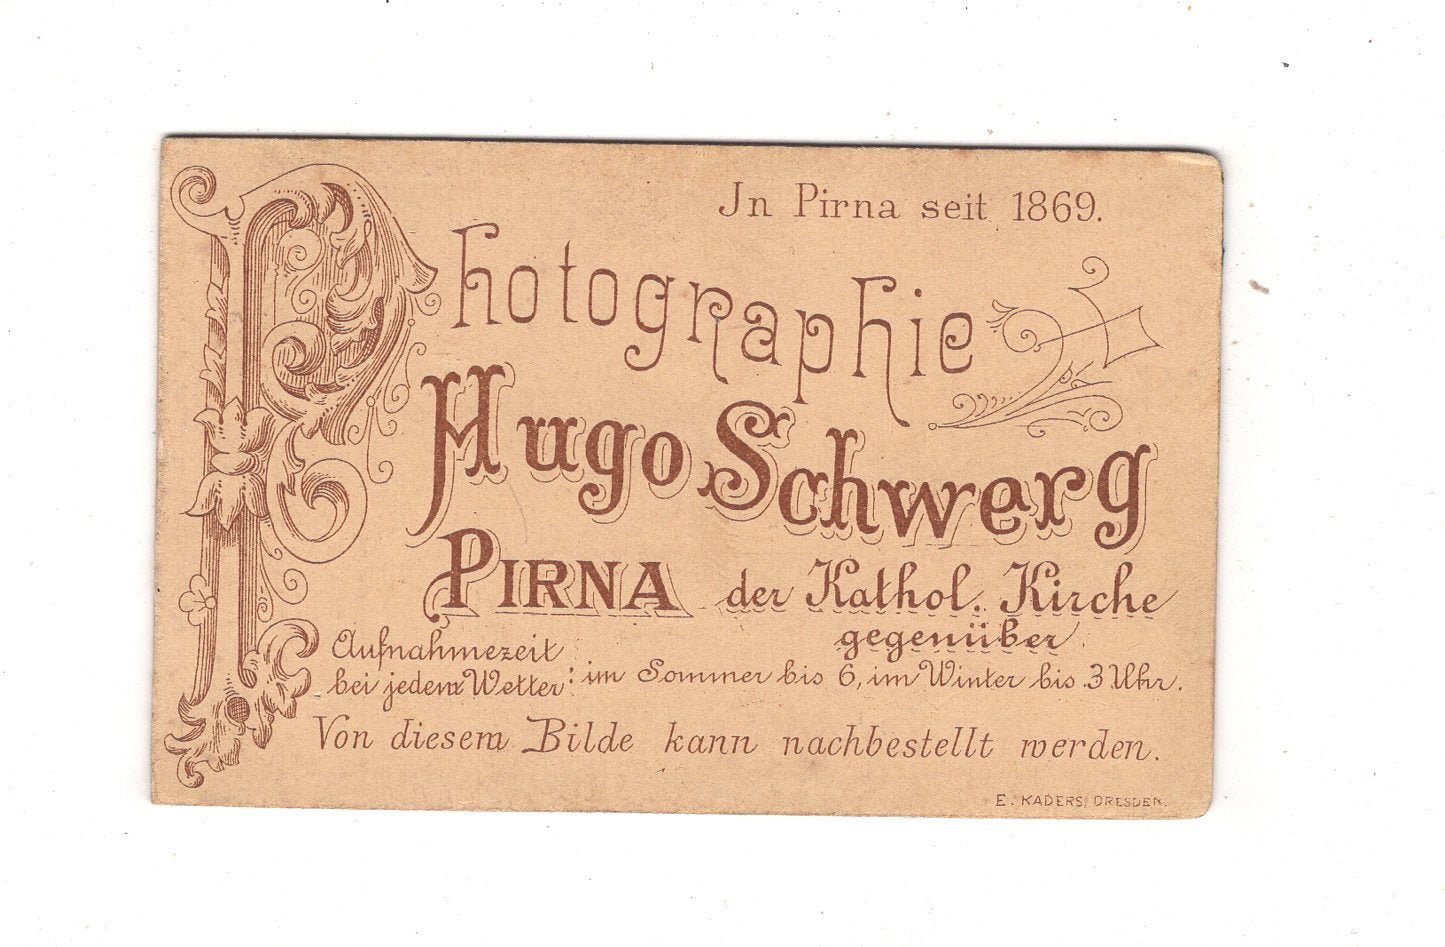 Jn Pirna seit 1869.
Photographie
Hugo Schwerg
PIRNA der Kathol. Kirche
gegenüber.
Aufnahmezeit
bei jedem Wetter: im Sommer bis 6, im Winter bis 3 Uhr.
Von diesem Bilde kann nachbestellt werden.
E. KADERS, DRESDEN.